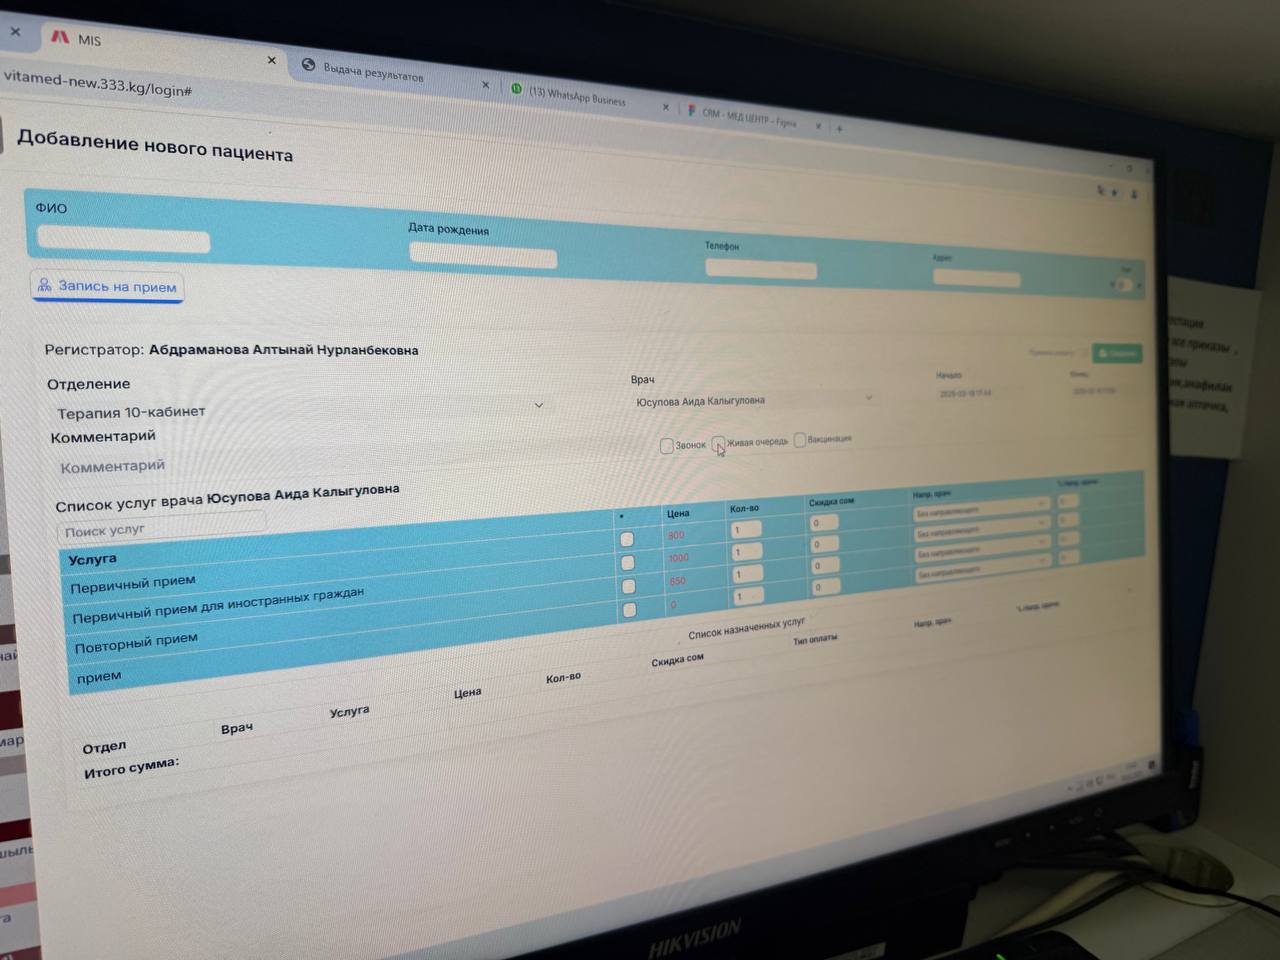 MIS
Выдача результатов
(13) WhatsApp Business
CRM - МЕД ЦЕНТР - Figma
vitamed-new.333.kg/login#
Добавление нового пациента
ФИО
Дата рождения
Телефон
Адрес
Запись на прием
Регистратор: Абдраманова Алтынай Нурланбековна
Отделение
Врач
Начало
Конец
Терапия 10-кабинет
Юсупова Аида Калыгуловна
Комментарий
Звонок
Живая очередь
Вакцинация
Комментарий
Список услуг врача Юсупова Аида Калыгуловна
Поиск услуг
Услуга
*
Цена
Кол-во
Скидка сом
Напр. врач
% Напр. врача
Первичный прием
800
1
0
Без направляющего
Первичный прием для иностранных граждан
1000
1
0
Без направляющего
Повторный прием
650
1
0
Без направляющего
прием
0
1
0
Без направляющего
Список назначенных услуг
Отдел
Врач
Услуга
Цена
Кол-во
Скидка сом
Тип оплаты
Напр. врач
% Напр. врача
Итого сумма:
HIKVISION
все приказы